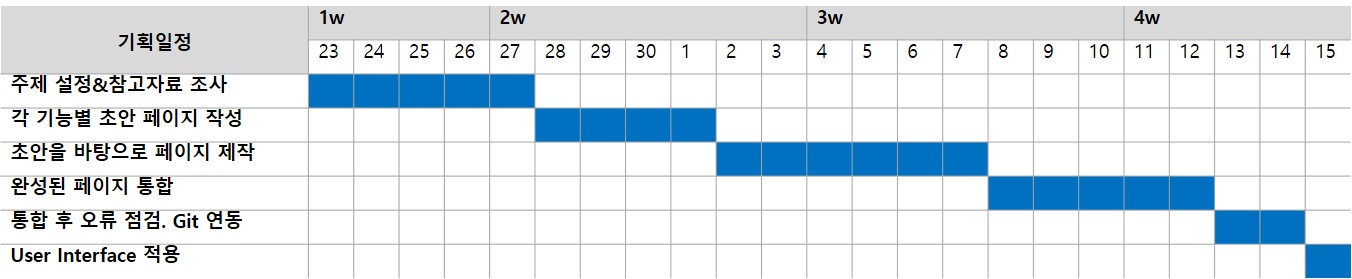 기획일정 1w 2w 3w 4w
23 24 25 26 27 28 29 30 1 2 3 4 5 6 7 8 9 10 11 12 13 14 15
주제 설정&참고자료 조사
각 기능별 초안 페이지 작성
초안을 바탕으로 페이지 제작
완성된 페이지 통합
통합 후 오류 점검. Git 연동
User Interface 적용